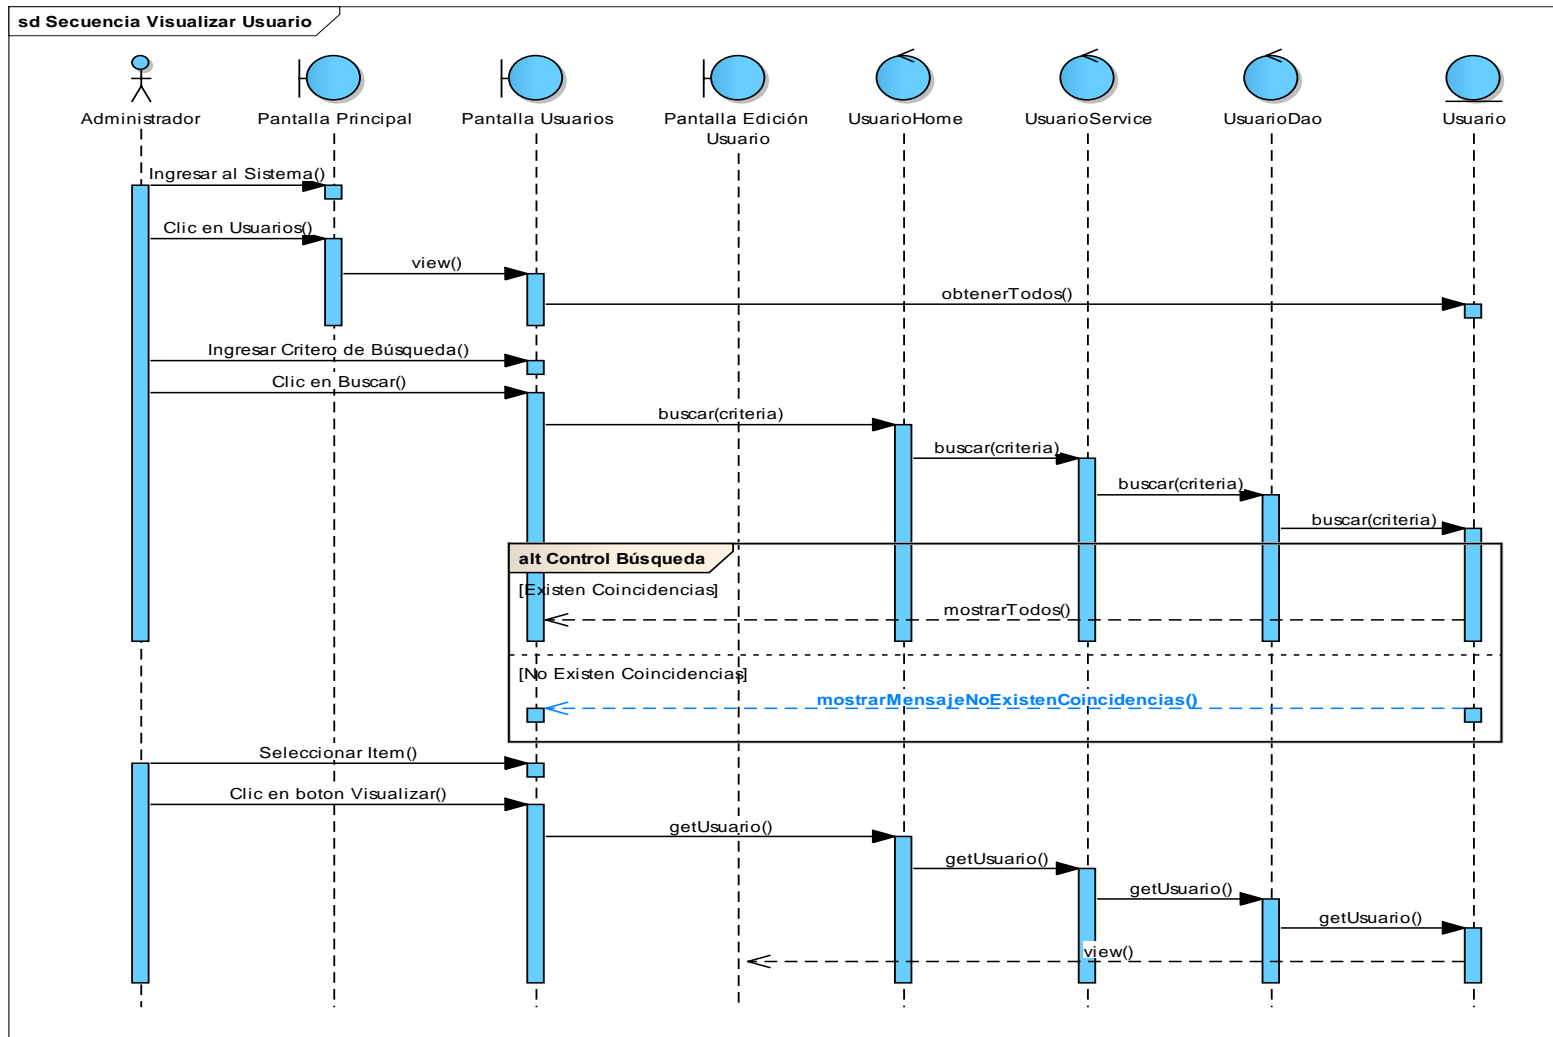 sd Secuencia Visualizar Usuario
Administrador
Pantalla Principal
Pantalla Usuarios
Pantalla Edición
Usuario
UsuarioHome
UsuarioService
UsuarioDao
Usuario
Ingresar al Sistema()
Clic en Usuarios()
view()
obtenerTodos()
Ingresar Critero de Búsqueda()
Clic en Buscar()
buscar(criteria)
buscar(criteria)
buscar(criteria)
buscar(criteria)
alt Control Búsqueda
[Existen Coincidencias]
mostrarTodos()
[No Existen Coincidencias]
mostrarMensajeNoExistenCoincidencias()
Seleccionar Item()
Clic en boton Visualizar()
getUsuario()
getUsuario()
getUsuario()
getUsuario()
view()